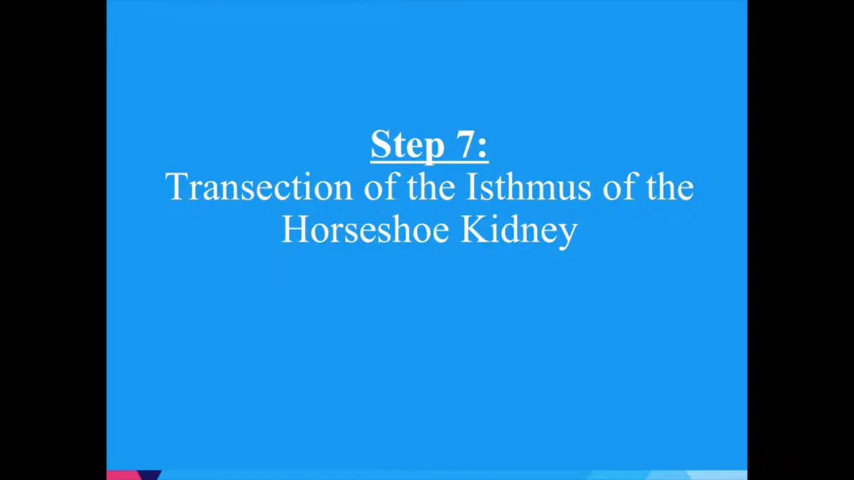 Step 7:
Transection of the Isthmus of the
Horseshoe Kidney